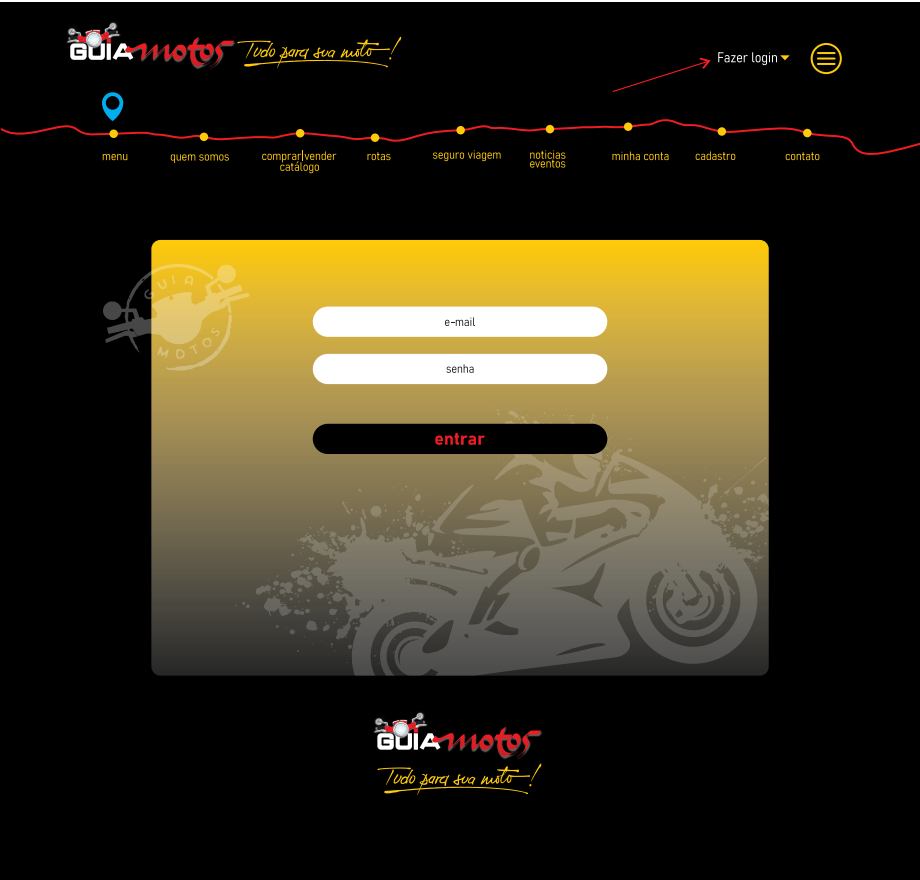 GUIA motos Tudo para sua moto!
Fazer login
menu
quem somos
comprar|vender
catálogo
rotas
seguro viagem
noticias
eventos
minha conta
cadastro
contato
GUIA
MOTOS
e-mail
senha
entrar
GUIA motos
Tudo para sua moto!